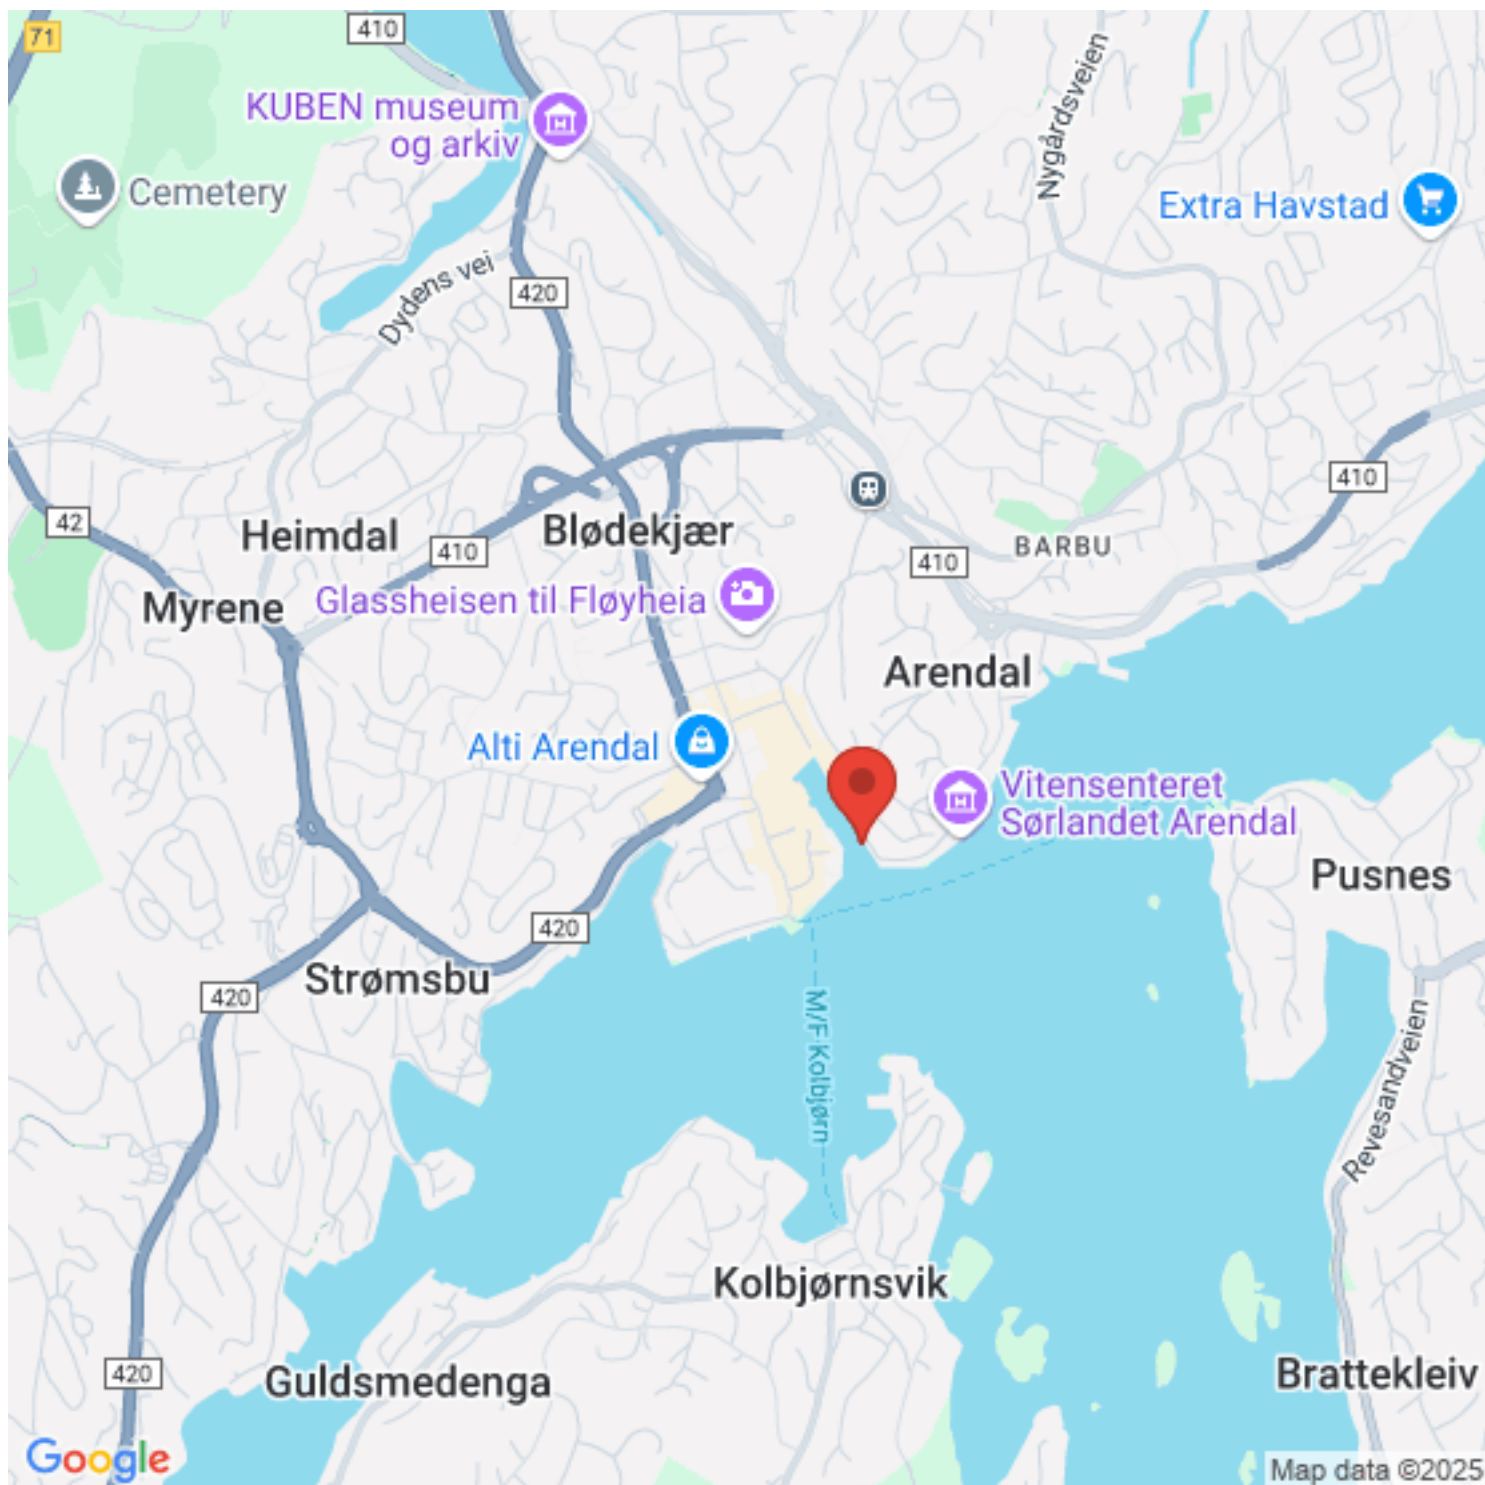 71
410
KUBEN museum
og arkiv
Cemetery
Nygårdsveien
Extra Havstad
Dydens vei
420
410
42
Heimdal
Blødekjær
410
410
BARBU
Myrene
Glassheisen til Fløyheia
Arendal
Alti Arendal
Vitensenteret
Sørlandet Arendal
Pusnes
420
Strømsbu
420
M/F Kolbjørn
Revesandveien
Kolbjørnsvik
420
Guldsmedenga
Brattekleiv
Google
Map data ©2025